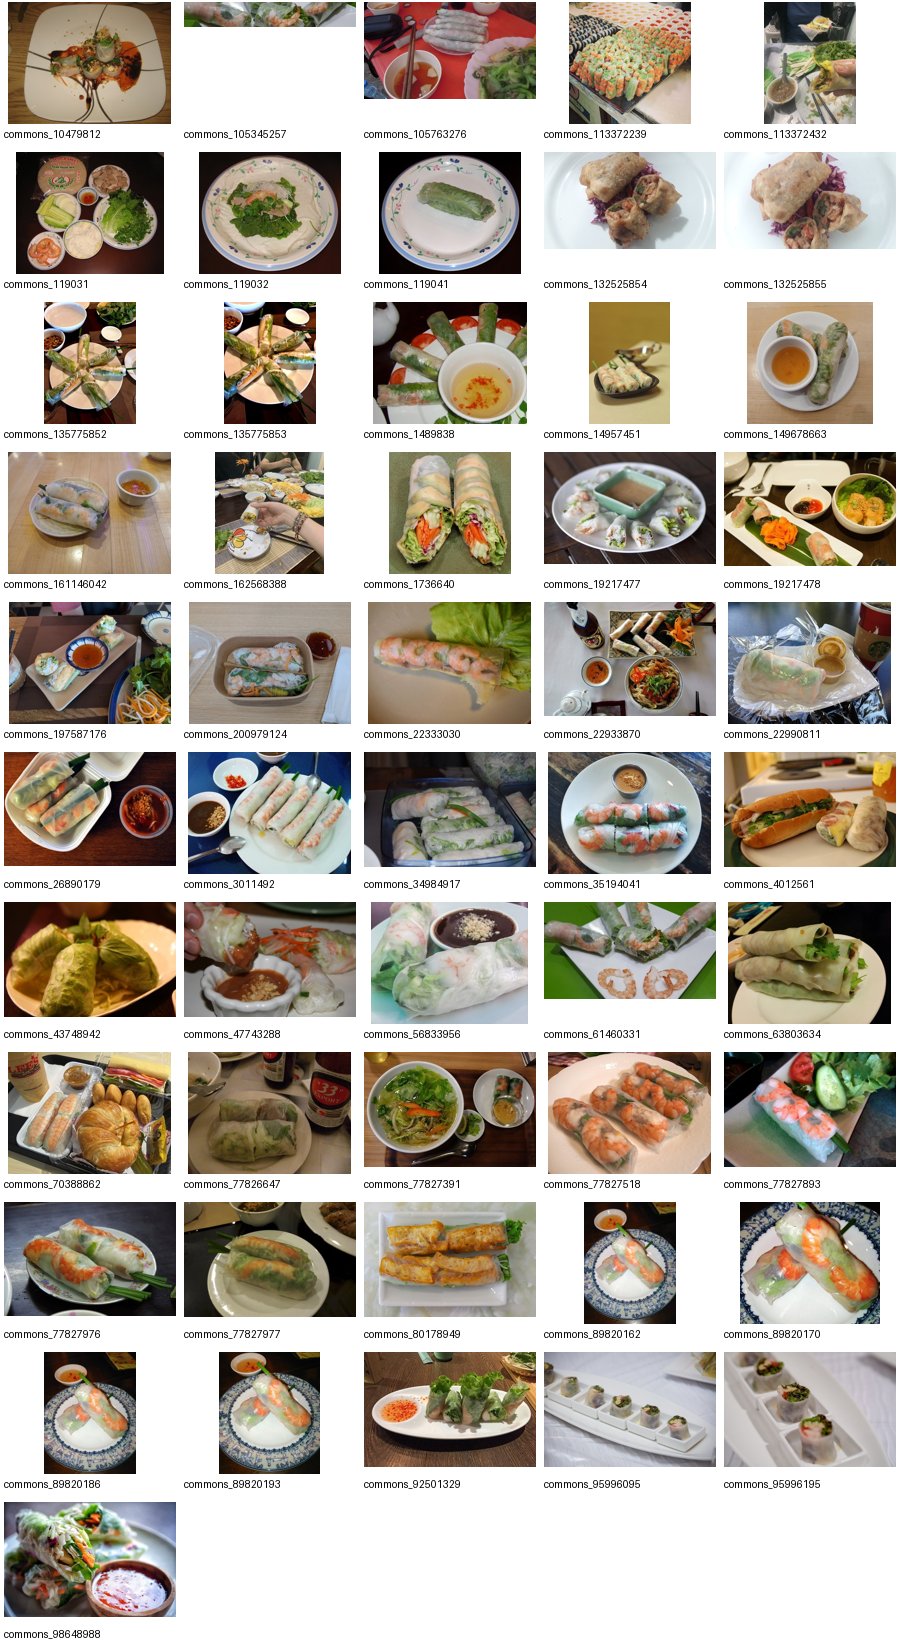 commons_10479812 commons_105345257 commons_105763276 commons_113372239 commons_113372432
commons_119031 commons_119032 commons_119041 commons_132525854 commons_132525855
commons_135775852 commons_135775853 commons_1489838 commons_14957451 commons_149678663
commons_161146042 commons_162568388 commons_1736640 commons_19217477 commons_19217478
commons_197587176 commons_200979124 commons_22333030 commons_22933870 commons_22990811
commons_26890179 commons_3011492 commons_34984917 commons_35194041 commons_4012561
commons_43748942 commons_47743288 commons_56833956 commons_61460331 commons_63803634
33
EXPORT
commons_70388862 commons_77826647 commons_77827391 commons_77827518 commons_77827893
commons_77827976 commons_77827977 commons_80178949 commons_89820162 commons_89820170
commons_89820186 commons_89820193 commons_92501329 commons_95996095 commons_95996195
commons_98648988